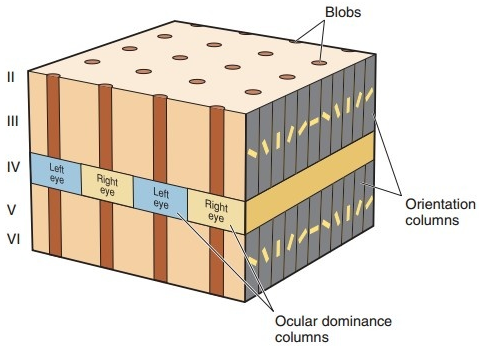 Blobs
II
III
IV
V
VI
Left
eye
Right
eye
Left
eye
Right
eye
Orientation
columns
Ocular dominance
columns